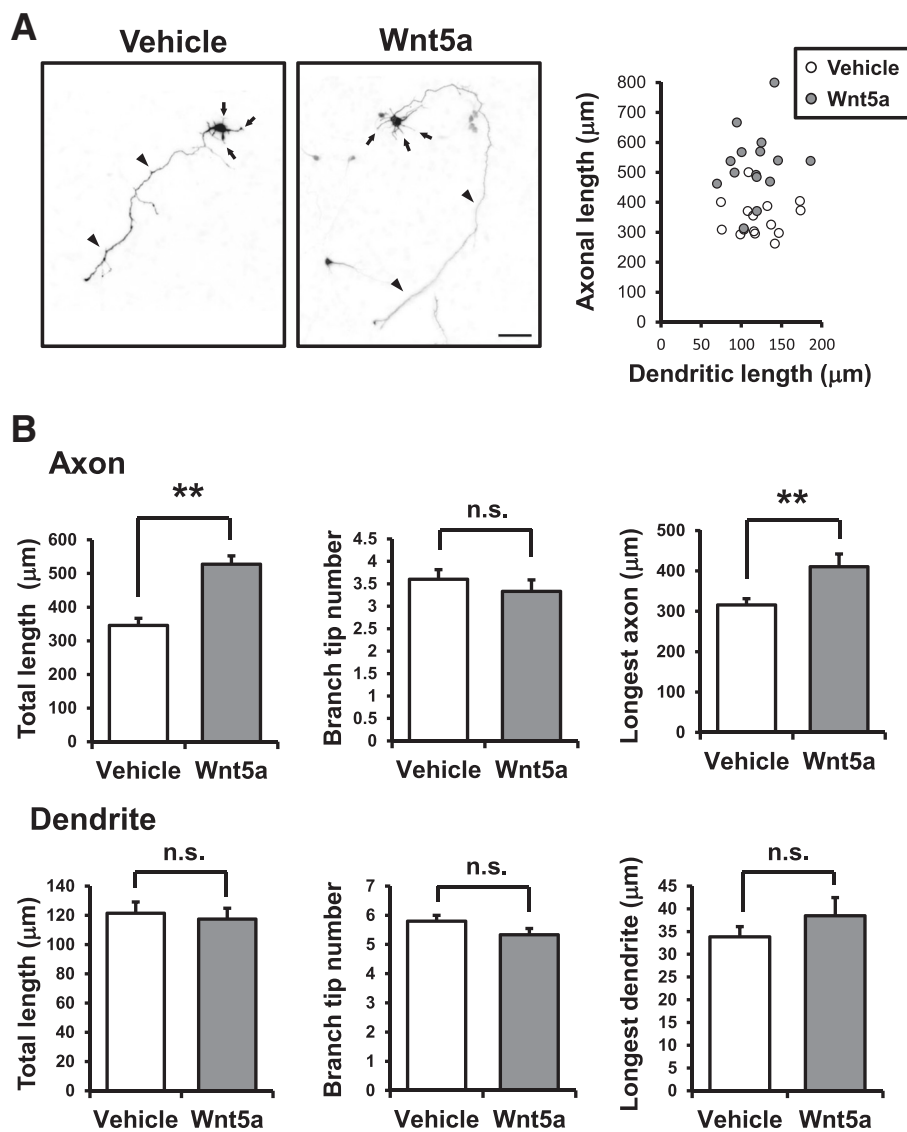 A
Vehicle
Wnt5a
Vehicle
Wnt5a
Axonal length (μm)
800
700
600
500
400
300
200
100
0
0 50 100 150 200
Dendritic length (μm)
B
Axon
**
Total length (μm)
600
500
400
300
200
100
0
Vehicle Wnt5a
n.s.
Branch tip number
4.5
4
3.5
3
2.5
2
1.5
1
0.5
0
Vehicle Wnt5a
**
Longest axon (μm)
500
400
300
200
100
0
Vehicle Wnt5a
Dendrite
n.s.
Total length (μm)
140
120
100
80
60
40
20
0
Vehicle Wnt5a
n.s.
Branch tip number
7
6
5
4
3
2
1
0
Vehicle Wnt5a
n.s.
Longest dendrite (μm)
45
40
35
30
25
20
15
10
5
0
Vehicle Wnt5a